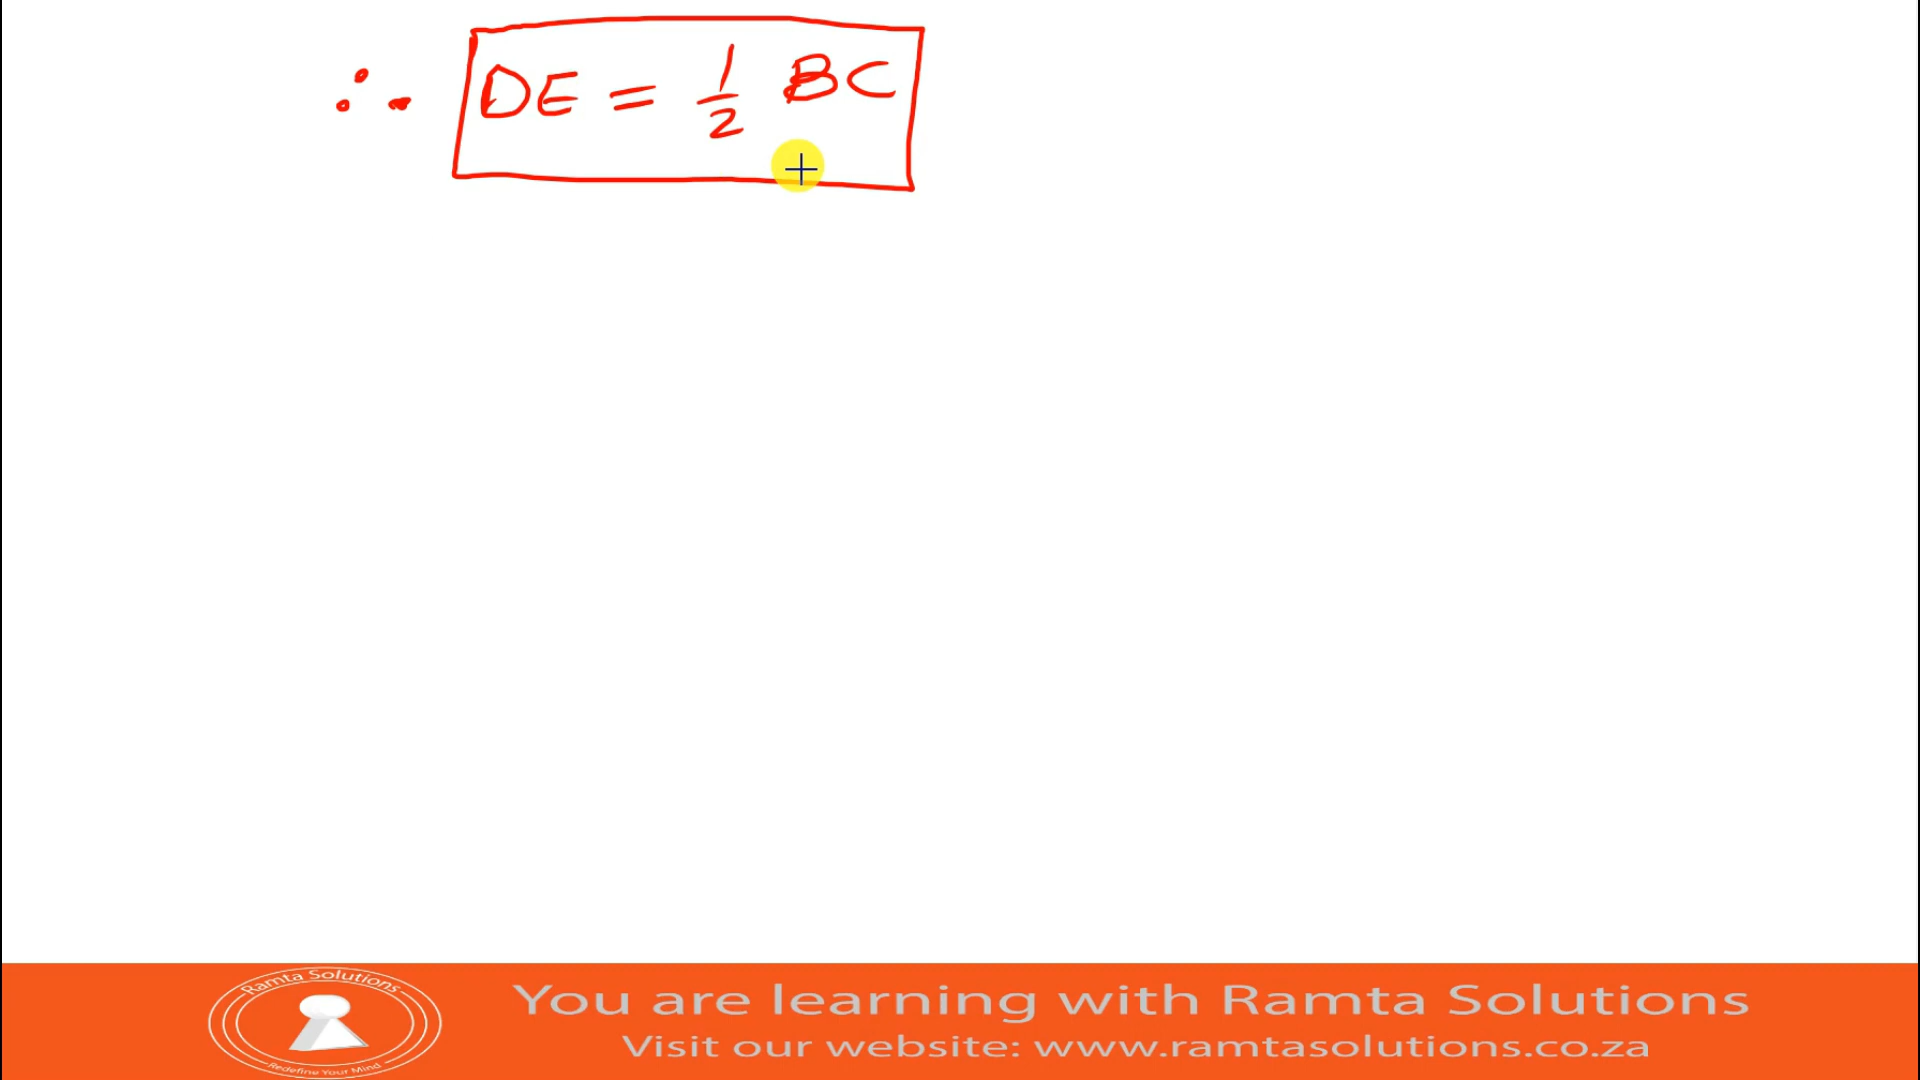 ∴ DE = 1/2 BC
Ramta Solutions
Redefine Your Mind
You are learning with Ramta Solutions
Visit our website: www.ramtasolutions.co.za